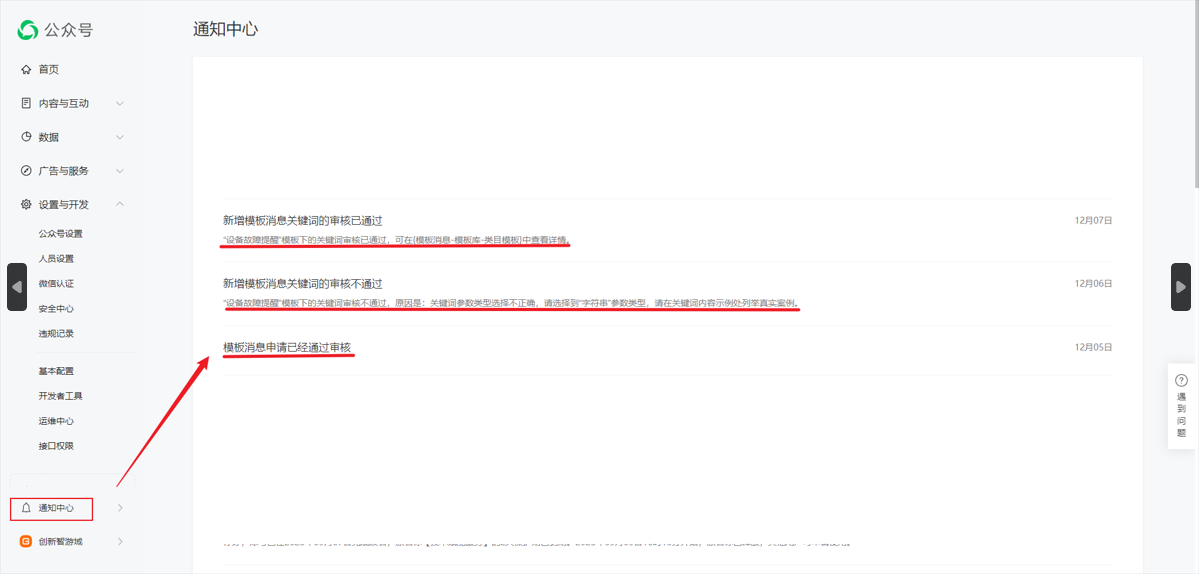 公众号
通知中心
首页
内容与互动
数据
广告与服务
设置与开发
公众号设置
人员设置
微信认证
安全中心
违规记录
基本配置
开发者工具
运维中心
接口权限
通知中心
创新智游域
新增模板消息关键词的审核已通过
12月07日
"设备故障提醒"模板下的关键词审核已通过，可在[模板消息-模板库-类目模板]中查看详情。
新增模板消息关键词的审核不通过
12月06日
"设备故障提醒"模板下的关键词审核不通过，原因是：关键词参数类型选择不正确，请选择到"字符串"参数类型，请在关键词内容示例处列举真实案例。
模板消息申请已经通过审核
12月05日
遇到问题